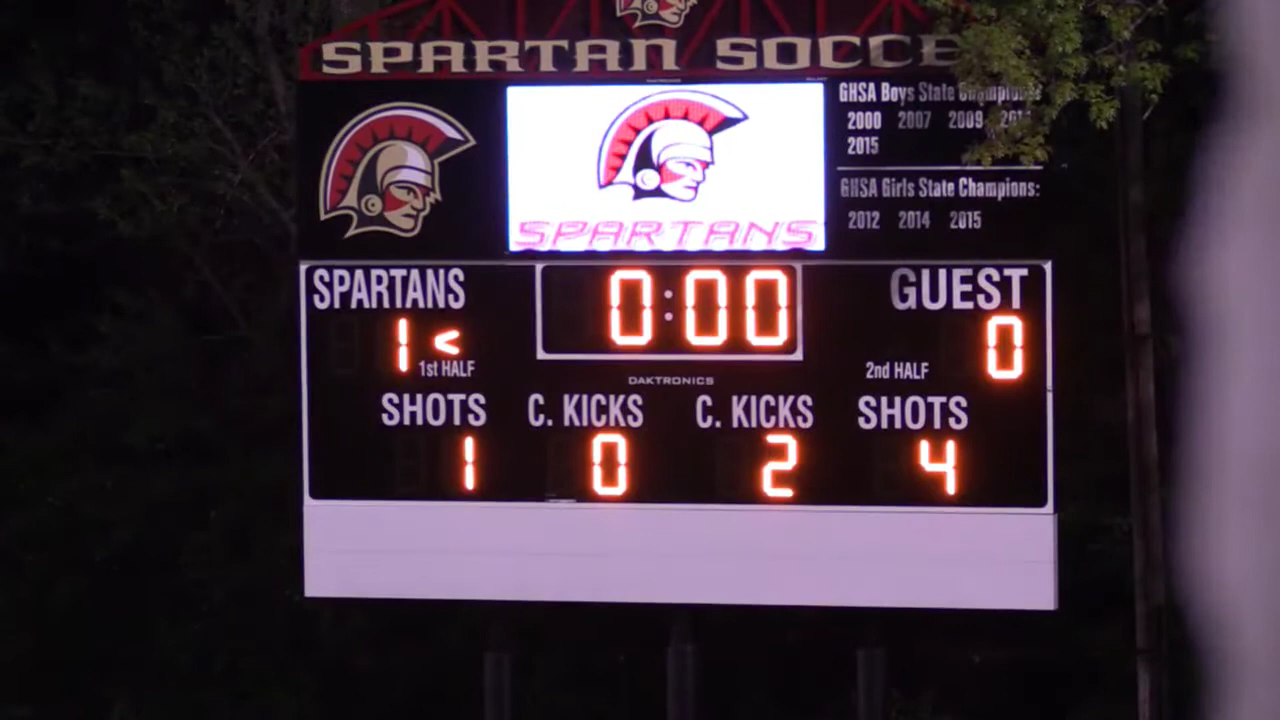 SPARTAN SOCCE
GHSA Boys State Champions:
2000 2007 2009
2015
GHSA Girls State Champions:
2012 2014 2015
SPARTANS
SPARTANS 0:00 GUEST
1 < 0
1st HALF 2nd HALF
DAKTRONICS
SHOTS C. KICKS C. KICKS SHOTS
1 0 2 4